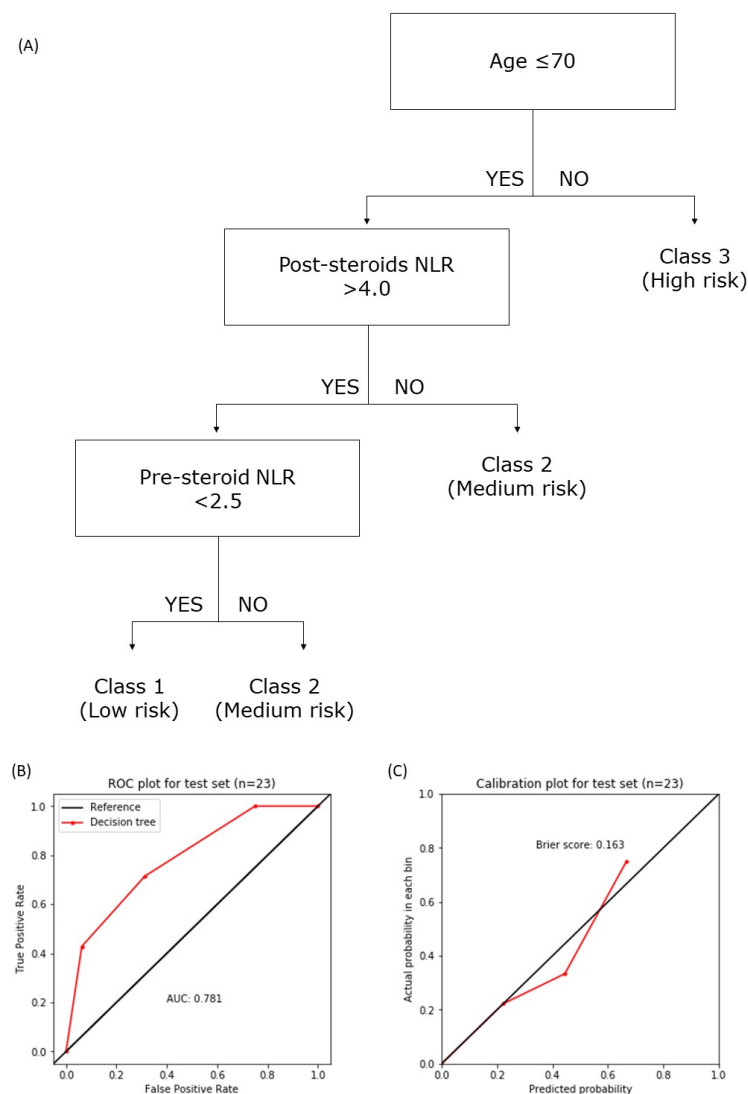 (A)
Age ≤70
YES NO
Post-steroids NLR
>4.0
Class 3
(High risk)
YES NO
Pre-steroid NLR
<2.5
Class 2
(Medium risk)
YES NO
Class 1
(Low risk)
Class 2
(Medium risk)
(B)
ROC plot for test set (n=23)
Reference
Decision tree
True Positive Rate
1.0
0.8
0.6
0.4
0.2
0.0
AUC: 0.781
0.0 0.2 0.4 0.6 0.8 1.0
False Positive Rate
(C)
Calibration plot for test set (n=23)
Brier score: 0.163
Actual probability in each bin
1.0
0.8
0.6
0.4
0.2
0.0
0.0 0.2 0.4 0.6 0.8 1.0
Predicted probability